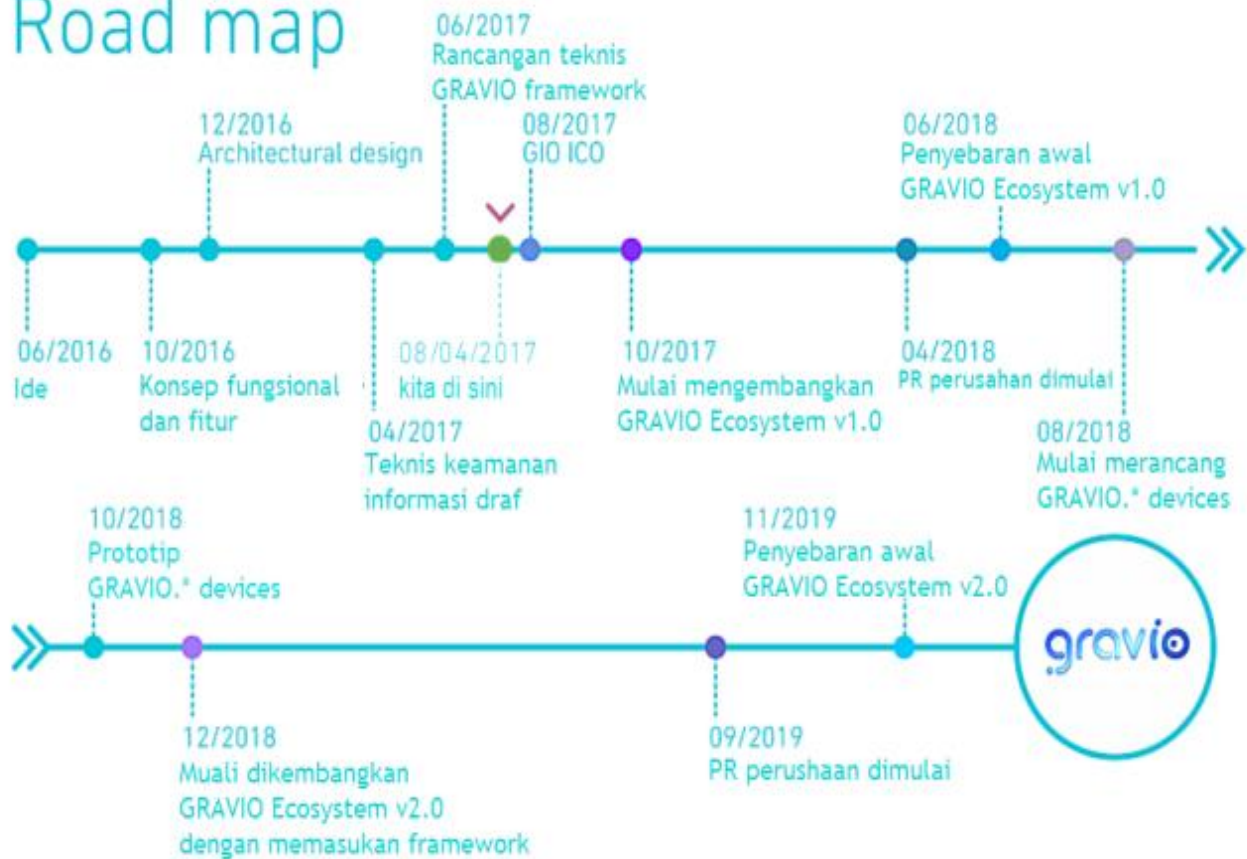 Road map
06/2017
Rancangan teknis
GRAVIO framework
12/2016
Architectural design
08/2017
GIO ICO
06/2018
Penyebaran awal
GRAVIO Ecosystem v1.0
06/2016
Ide
10/2016
Konsep fungsional
dan fitur
08/04/2017
kita di sini
04/2017
Teknis keamanan
informasi draf
10/2017
Mulai mengembangkan
GRAVIO Ecosystem v1.0
04/2018
PR perusahan dimulai
08/2018
Mulai merancang
GRAVIO.* devices
10/2018
Prototip
GRAVIO.* devices
11/2019
Penyebaran awal
GRAVIO Ecosystem v2.0
gravio
12/2018
Muali dikembangkan
GRAVIO Ecosystem v2.0
dengan memasukan framework
09/2019
PR perushaan dimulai